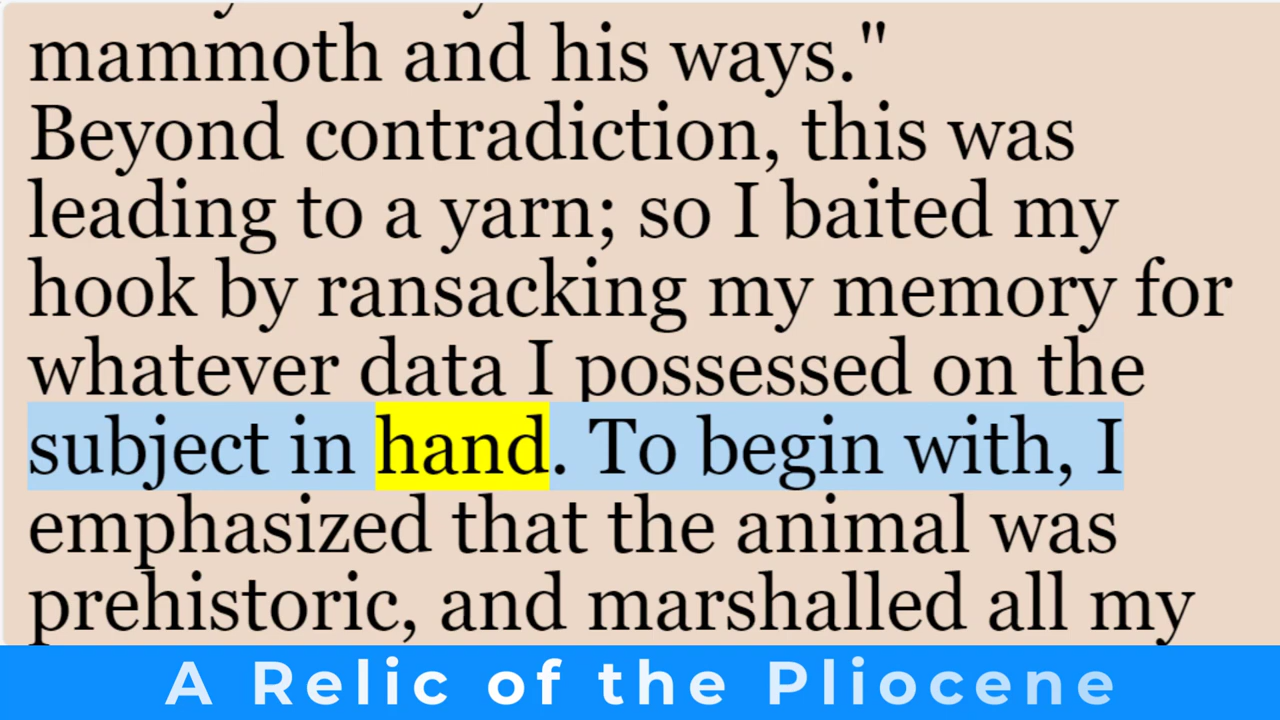 mammoth and his ways."
Beyond contradiction, this was
leading to a yarn; so I baited my
hook by ransacking my memory for
whatever data I possessed on the
subject in hand. To begin with, I
emphasized that the animal was
prehistoric, and marshalled all my
A Relic of the Pliocene